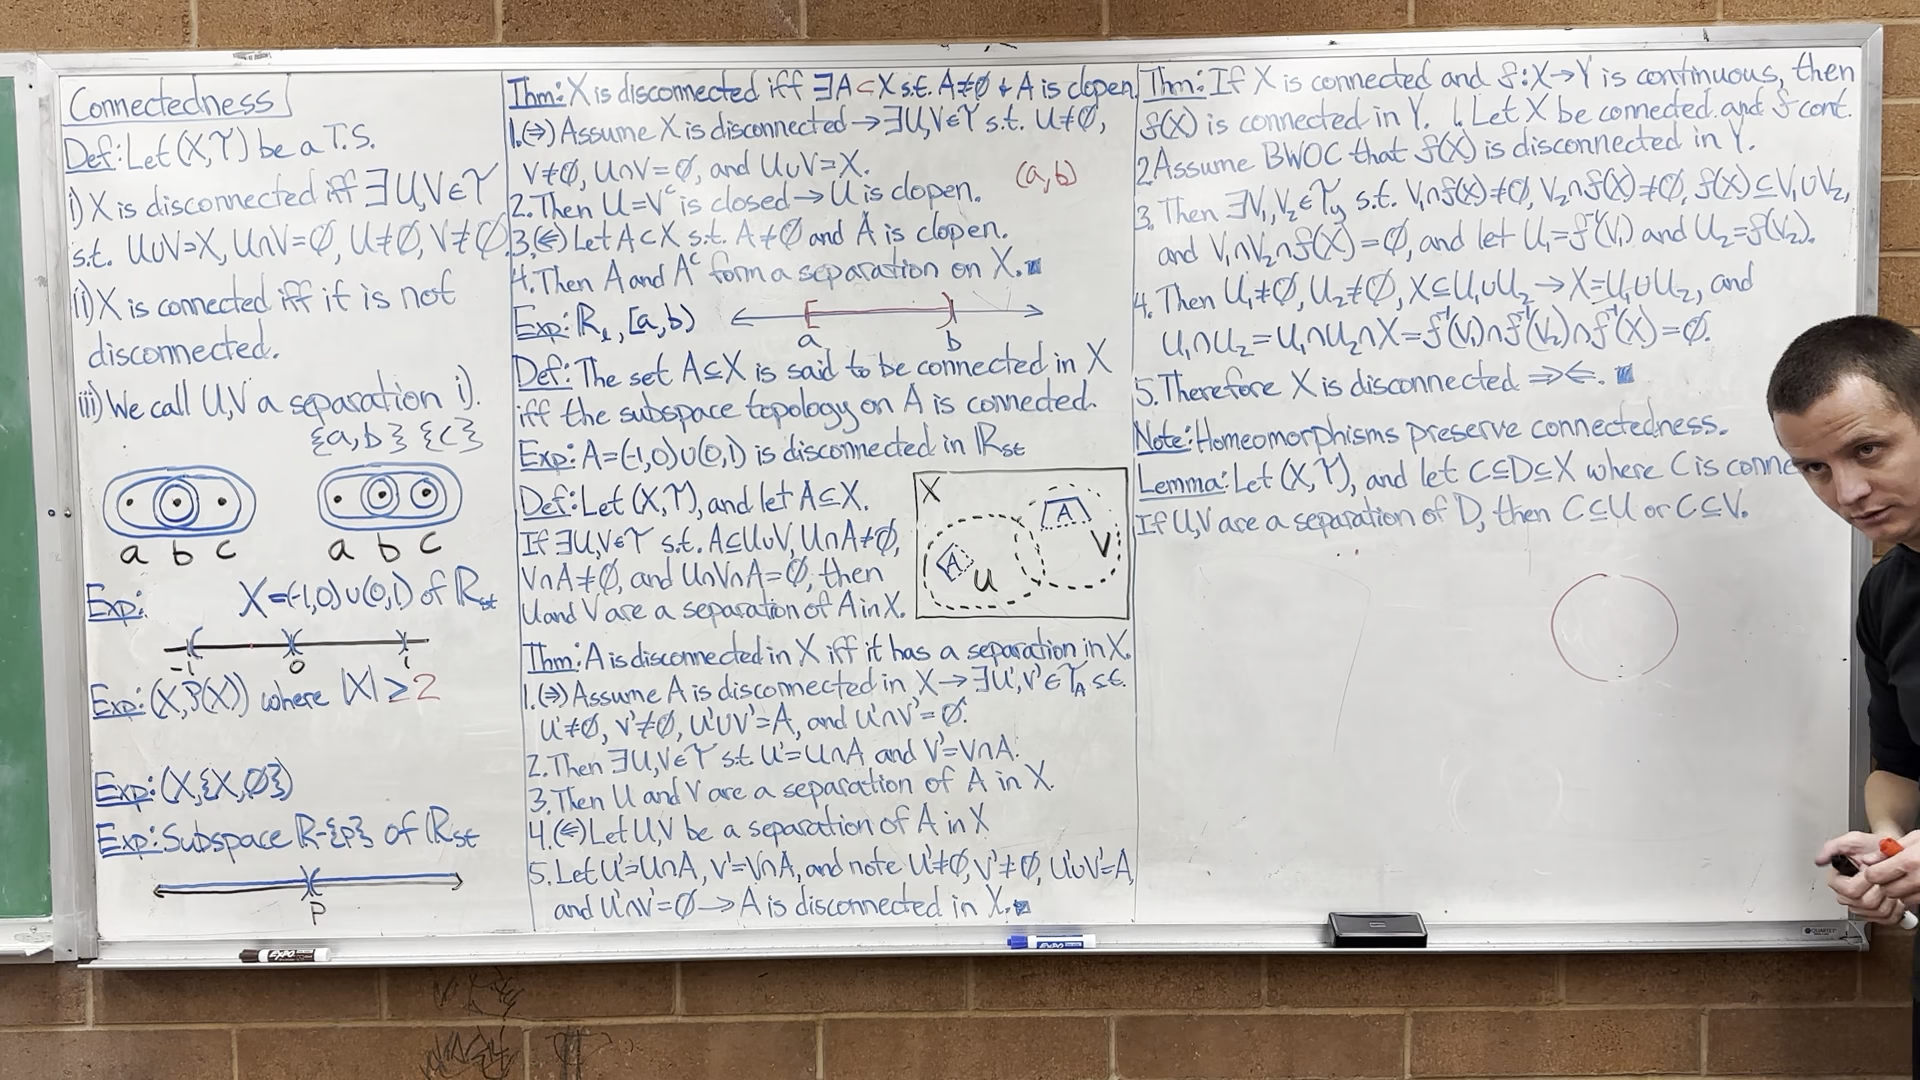 Connectedness
Def: Let (X,𝒯) be a T.S.
i) X is disconnected iff ∃U,V∈𝒯
s.t. U∪V=X, U∩V=∅, U≠∅, V≠∅.
ii) X is connected iff it is not
disconnected.
iii) We call U,V a separation i).
{a,b} {c}
a b c
a b c
Exp: X=(-1,0)∪(0,1) of ℝst
-1 0 1
Exp: (X,P(X)) where |X|≥2
Exp: (X,{X,∅})
Exp: Subspace ℝ-{p} of ℝst
P
Thm: X is disconnected iff ∃A⊂X s.t. A≠∅ + A is clopen.
1.(⇒) Assume X is disconnected → ∃U,V∈𝒯 s.t. U≠∅,
V≠∅, U∩V=∅, and U∪V=X.
(a,b)
2. Then U=Vᶜ is closed → U is clopen.
3.(⇐) Let A⊂X s.t. A≠∅ and A is clopen.
4. Then A and Aᶜ form a separation on X.
Exp: ℝℓ, [a,b)
a b
Def: The set A⊆X is said to be connected in X
iff the subspace topology on A is connected.
Exp: A=(-1,0)∪(0,1) is disconnected in ℝst
Def: Let (X,𝒯), and let A⊆X.
If ∃U,V∈𝒯 s.t. A⊆U∪V, U∩A≠∅,
V∩A≠∅, and U∩V∩A=∅, then
U and V are a separation of A in X.
X
A
V
A
U
Thm: A is disconnected in X iff it has a separation in X.
1.(⇒) Assume A is disconnected in X → ∃U',V'∈𝒯A s.t.
U'≠∅, V'≠∅, U'∪V'=A, and U'∩V'=∅.
2. Then ∃U,V∈𝒯 s.t. U'=U∩A and V'=V∩A.
3. Then U and V are a separation of A in X.
4.(⇐) Let U,V be a separation of A in X
5. Let U'=U∩A, V'=V∩A, and note U'≠∅, V'≠∅, U'∪V'=A,
and U'∩V'=∅ → A is disconnected in X.
Thm: If X is connected and f:X→Y is continuous, then
f(X) is connected in Y. 1. Let X be connected and f cont.
2. Assume BWOC that f(X) is disconnected in Y.
3. Then ∃V₁,V₂∈𝒯y s.t. V₁∩f(X)≠∅, V₂∩f(X)≠∅, f(X)⊆V₁∪V₂,
and V₁∩V₂∩f(X)=∅, and let U₁=f⁻¹(V₁) and U₂=f⁻¹(V₂).
4. Then U₁≠∅, U₂≠∅, X⊆U₁∪U₂ → X=U₁∪U₂, and
U₁∩U₂=U₁∩U₂∩X=f⁻¹(V₁)∩f⁻¹(V₂)∩f⁻¹(X)=∅.
5. Therefore X is disconnected ⇒⇐.
Note: Homeomorphisms preserve connectedness.
Lemma: Let (X,𝒯), and let C⊆D⊆X where C is conne
If U,V are a separation of D, then C⊆U or C⊆V.
EXPO
EXPO
QUARTET